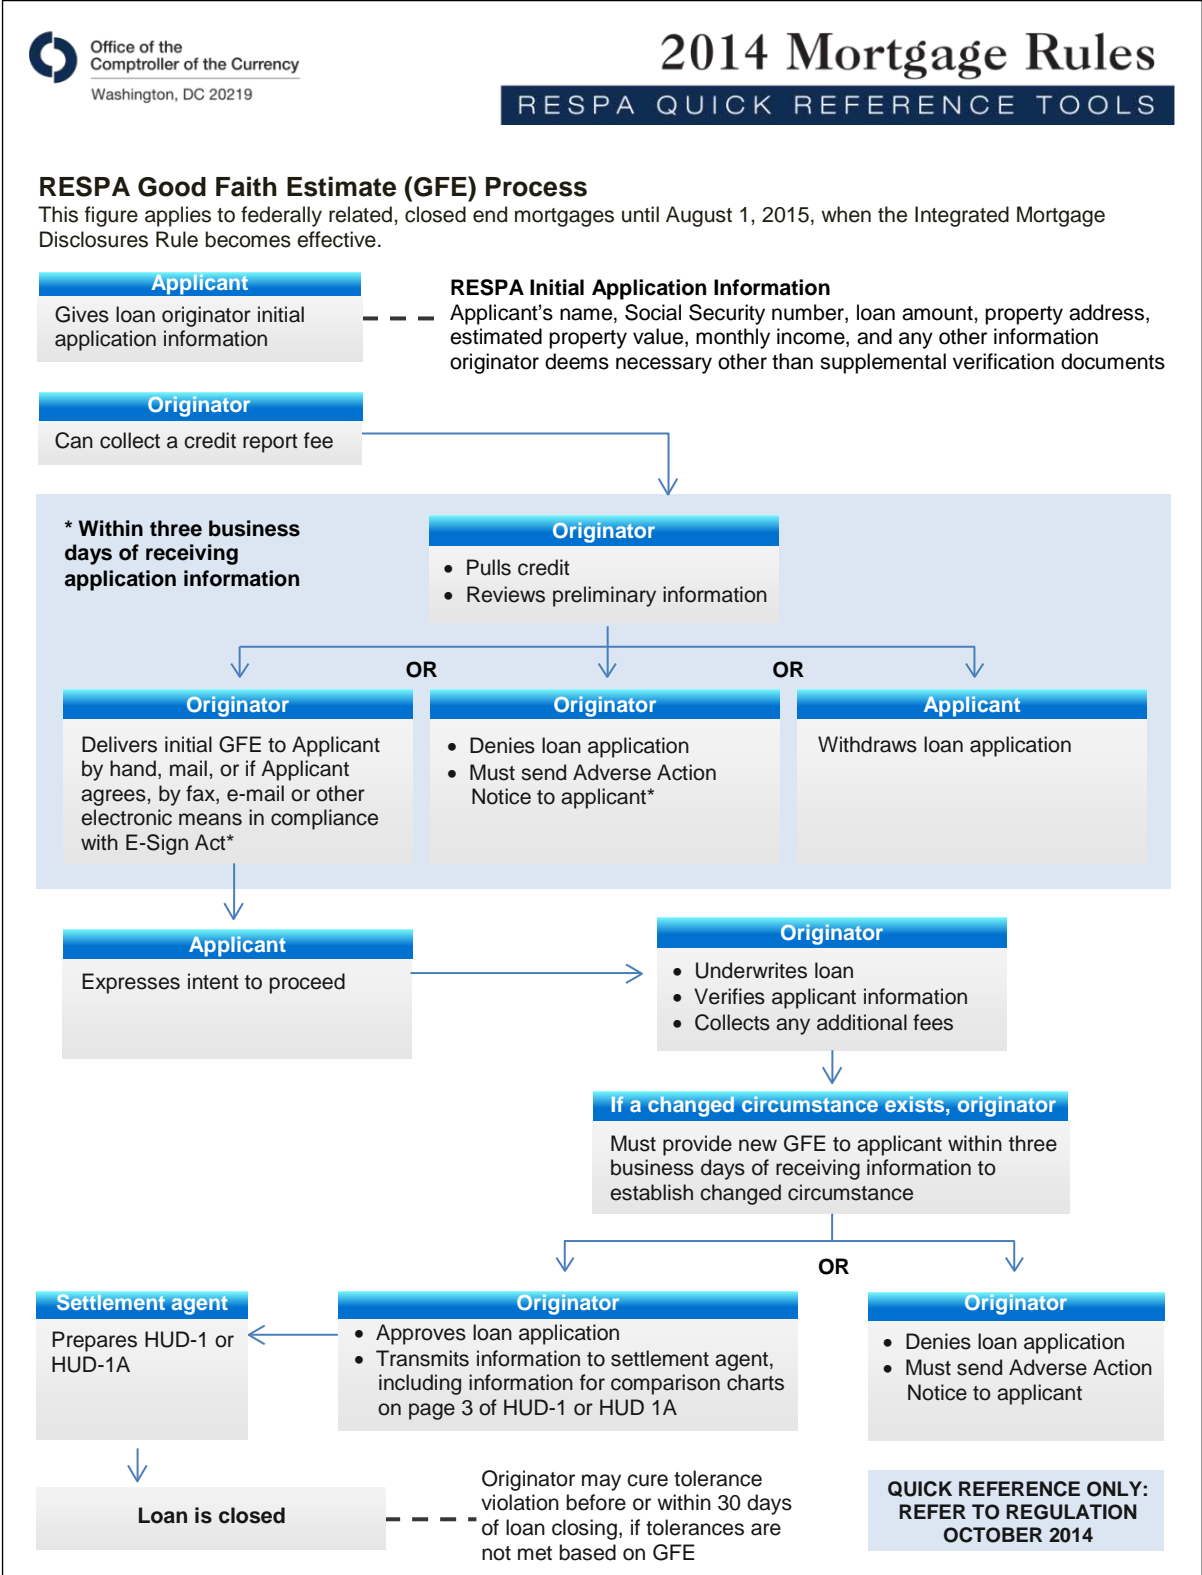 Office of the
Comptroller of the Currency
Washington, DC 20219
2014 Mortgage Rules
RESPA QUICK REFERENCE TOOLS
RESPA Good Faith Estimate (GFE) Process
This figure applies to federally related, closed end mortgages until August 1, 2015, when the Integrated Mortgage
Disclosures Rule becomes effective.
Applicant
Gives loan originator initial
application information
RESPA Initial Application Information
Applicant's name, Social Security number, loan amount, property address,
estimated property value, monthly income, and any other information
originator deems necessary other than supplemental verification documents
Originator
Can collect a credit report fee
* Within three business
days of receiving
application information
Originator
• Pulls credit
• Reviews preliminary information
OR
OR
Originator
Delivers initial GFE to Applicant
by hand, mail, or if Applicant
agrees, by fax, e-mail or other
electronic means in compliance
with E-Sign Act*
Originator
• Denies loan application
• Must send Adverse Action
Notice to applicant*
Applicant
Withdraws loan application
Applicant
Expresses intent to proceed
Originator
• Underwrites loan
• Verifies applicant information
• Collects any additional fees
If a changed circumstance exists, originator
Must provide new GFE to applicant within three
business days of receiving information to
establish changed circumstance
OR
Settlement agent
Prepares HUD-1 or
HUD-1A
Originator
• Approves loan application
• Transmits information to settlement agent,
including information for comparison charts
on page 3 of HUD-1 or HUD 1A
Originator
• Denies loan application
• Must send Adverse Action
Notice to applicant
Loan is closed
Originator may cure tolerance
violation before or within 30 days
of loan closing, if tolerances are
not met based on GFE
QUICK REFERENCE ONLY:
REFER TO REGULATION
OCTOBER 2014